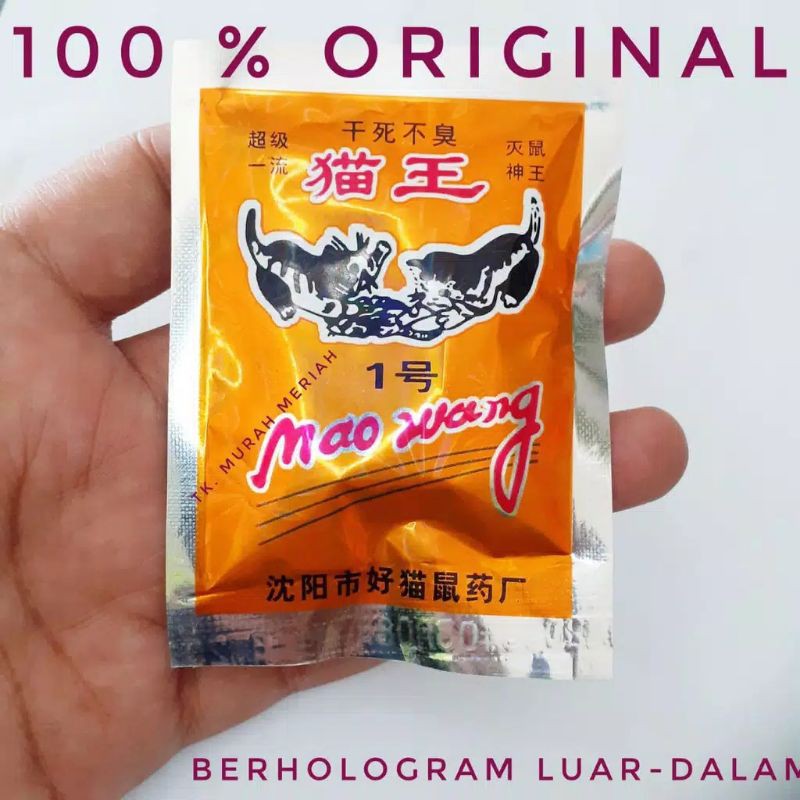 100 % ORIGINAL
干死不臭
超级
一流
灭鼠
神王
猫王
1号
Mao wang
TK. MURAH MERIAH
沈阳市好猫鼠药厂
BERHOLOGRAM LUAR-DALAM